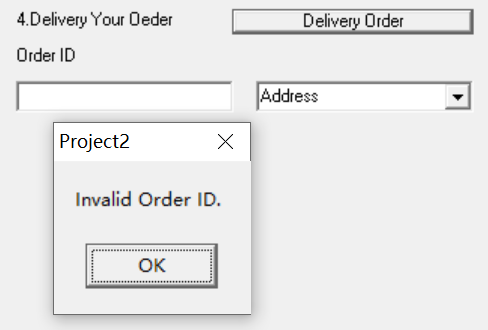 4.Delivery Your Oeder
Delivery Order
Order ID
Address
Project2
Invalid Order ID.
OK